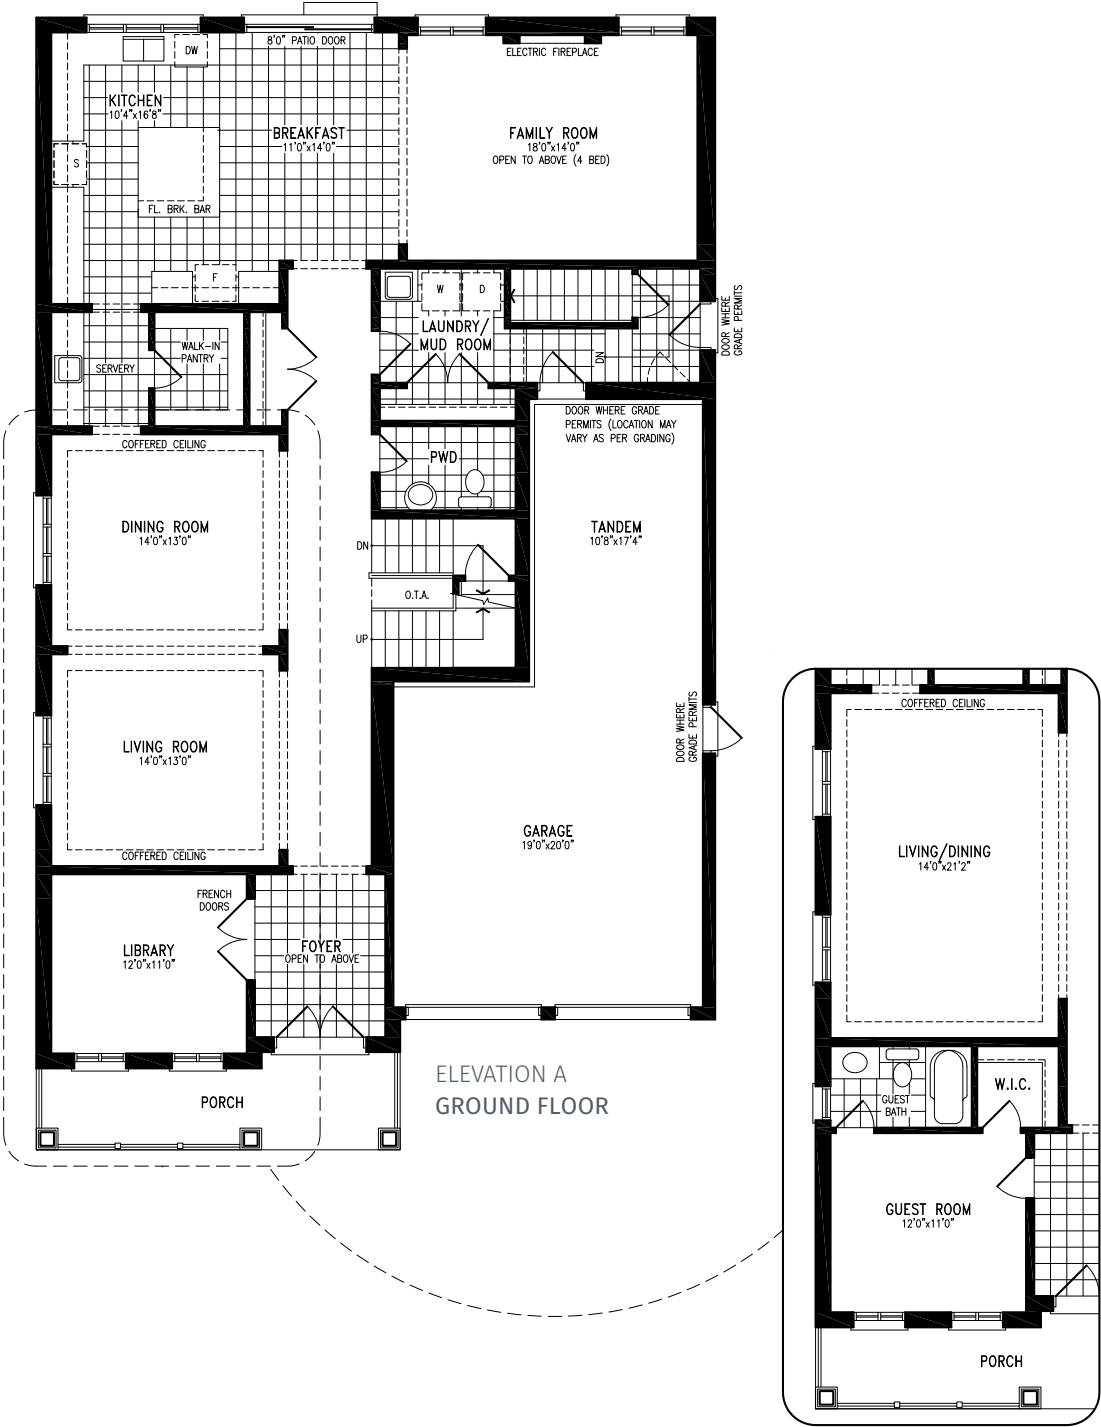 8'0" PATIO DOOR
DW
ELECTRIC FIREPLACE
KITCHEN
10'4"x16'8"
BREAKFAST
11'0"x14'0"
FAMILY ROOM
18'0"x14'0"
OPEN TO ABOVE (4 BED)
S
FL. BRK. BAR
F
W
D
LAUNDRY/
MUD ROOM
DN
DOOR WHERE
GRADE PERMITS
WALK-IN
PANTRY
SERVERY
COFFERED CEILING
DOOR WHERE GRADE
PERMITS (LOCATION MAY
VARY AS PER GRADING)
PWD
DINING ROOM
14'0"x13'0"
TANDEM
10'8"x17'4"
DN
O.T.A.
UP
LIVING ROOM
14'0"x13'0"
COFFERED CEILING
DOOR WHERE
GRADE PERMITS
GARAGE
19'0"x20'0"
FRENCH
DOORS
LIBRARY
12'0"x11'0"
FOYER
OPEN TO ABOVE
PORCH
ELEVATION A
GROUND FLOOR
COFFERED CEILING
LIVING/DINING
14'0"x21'2"
GUEST
BATH
W.I.C.
GUEST ROOM
12'0"x11'0"
PORCH